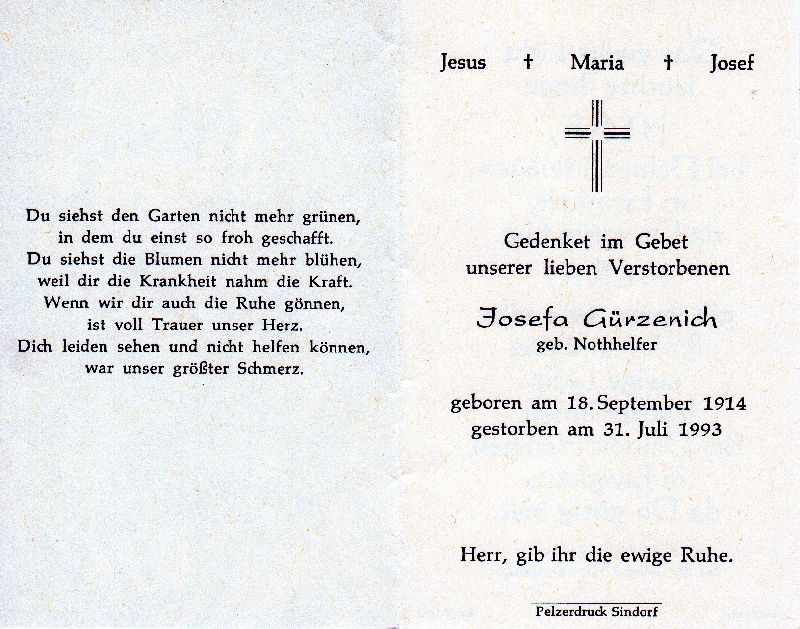 Du siehst den Garten nicht mehr grünen,
in dem du einst so froh geschafft.
Du siehst die Blumen nicht mehr blühen,
weil dir die Krankheit nahm die Kraft.
Wenn wir dir auch die Ruhe gönnen,
ist voll Trauer unser Herz.
Dich leiden sehen und nicht helfen können,
war unser größter Schmerz.
Jesus † Maria † Josef
Gedenket im Gebet
unserer lieben Verstorbenen
Josefa Gürzenich
geb. Nothhelfer
geboren am 18. September 1914
gestorben am 31. Juli 1993
Herr, gib ihr die ewige Ruhe.
Pelzerdruck Sindorf